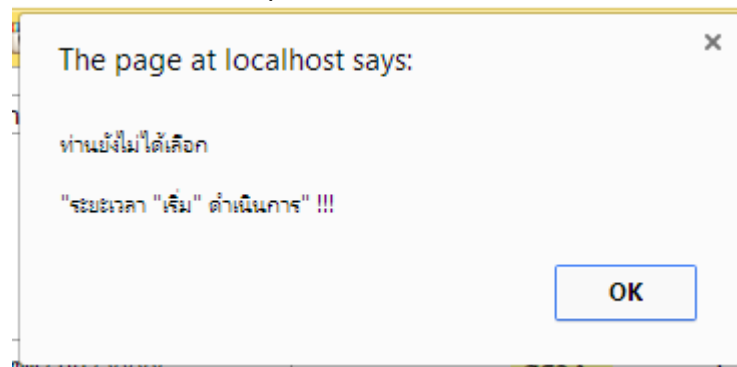 The page at localhost says:
×
ท่านยังไม่ได้เลือก
"ระยะเวลา "เริ่ม" ดำเนินการ" !!!
OK